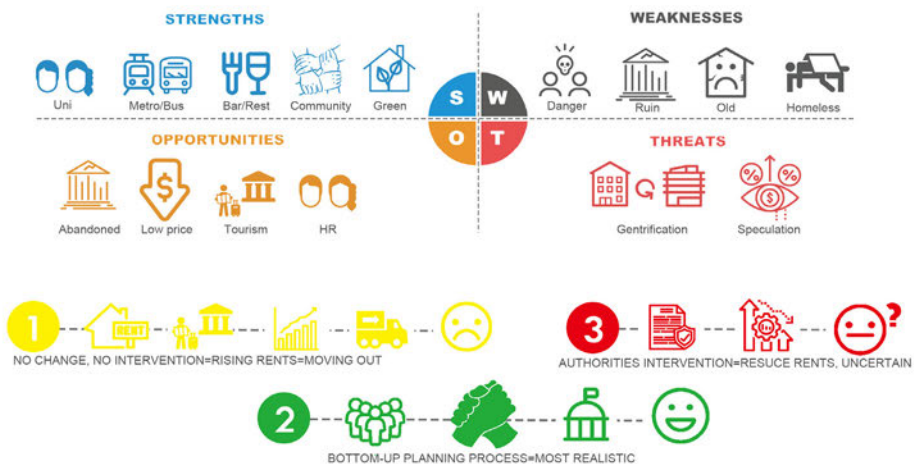 STRENGTHS
WEAKNESSES
Uni
Metro/Bus
Bar/Rest
Community
Green
S
W
Danger
Ruin
Old
Homeless
OPPORTUNITIES
O
T
THREATS
$
% %
$
Abandoned
Low price
Tourism
HR
Gentrification
Speculation
1
RENT
NO CHANGE, NO INTERVENTION=RISING RENTS=MOVING OUT
3
?
AUTHORITIES INTERVENTION=RESUCE RENTS, UNCERTAIN
2
BOTTOM-UP PLANNING PROCESS=MOST REALISTIC